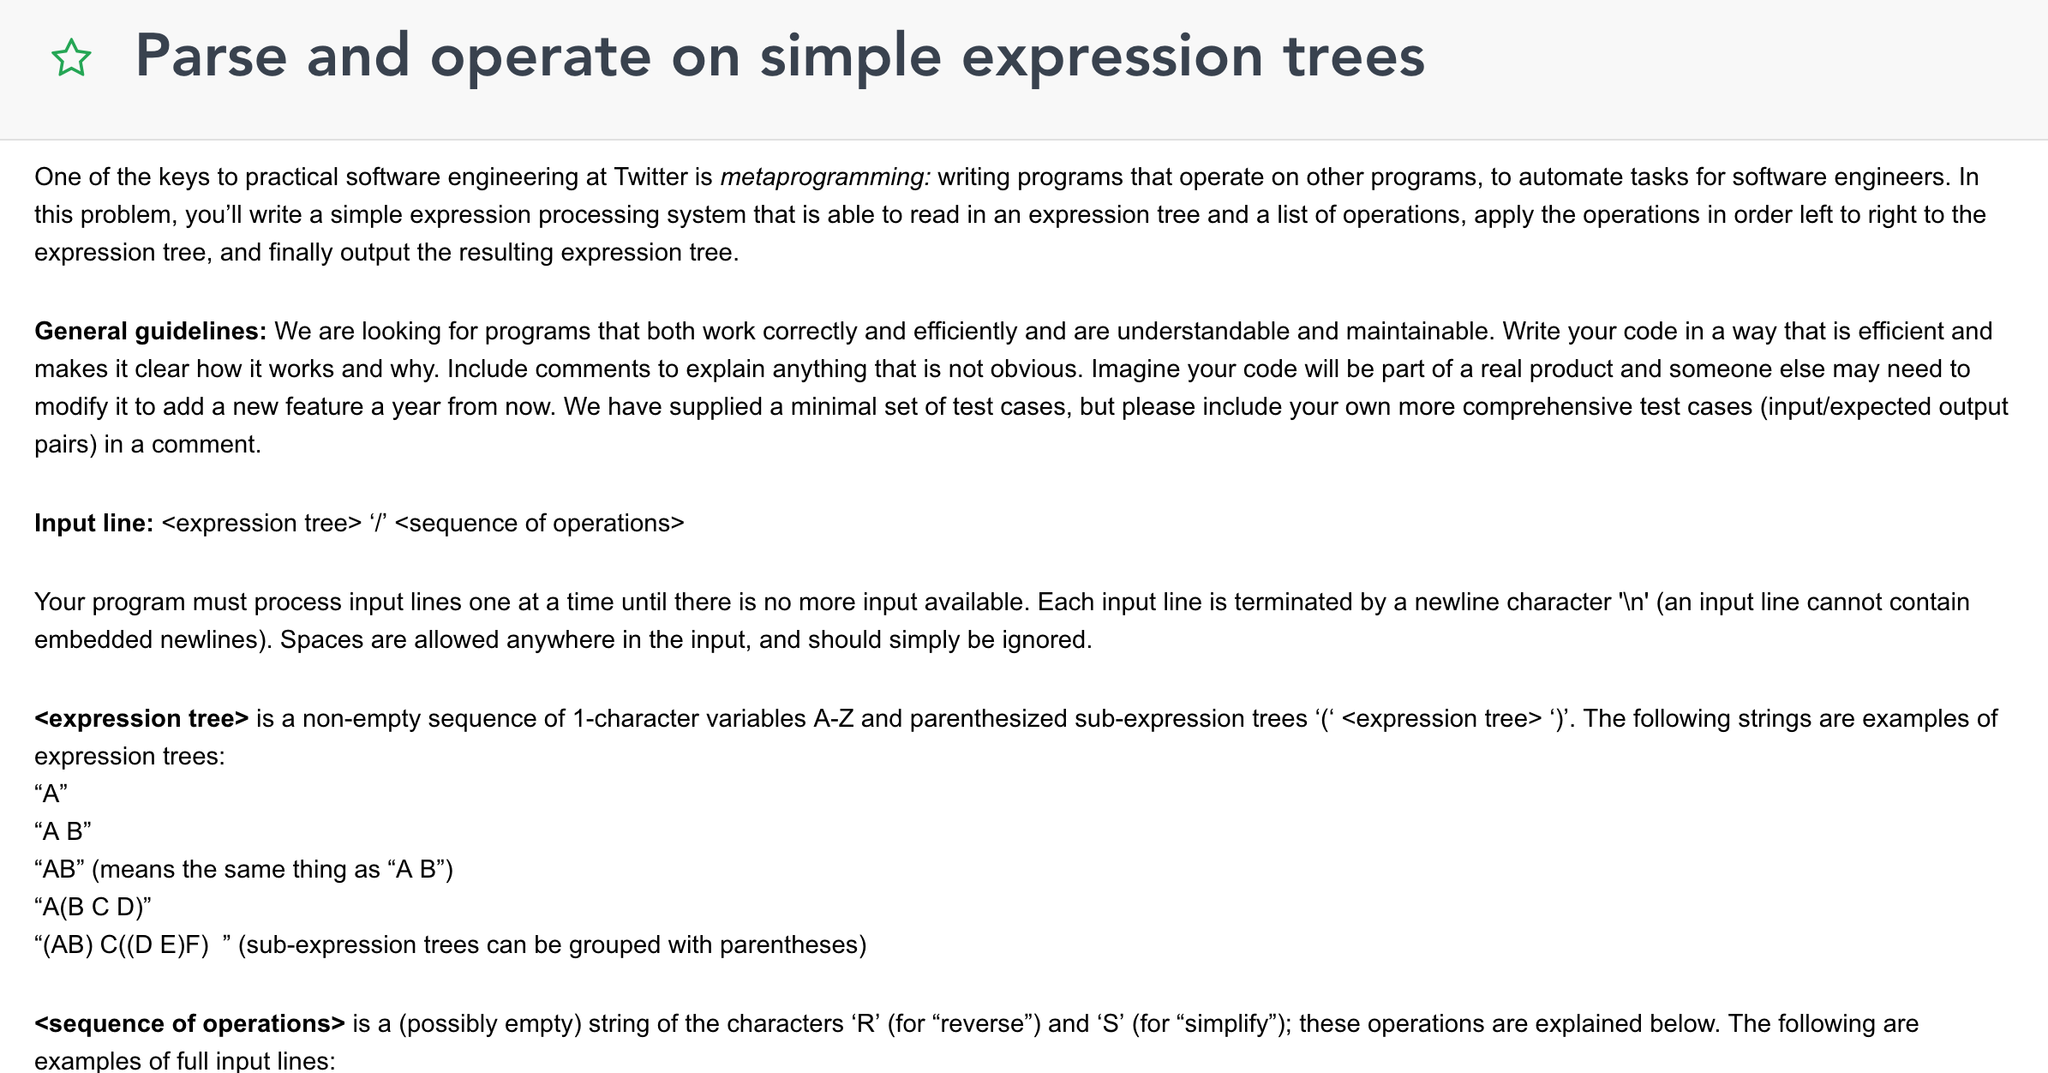 Parse and operate on simple expression trees
One of the keys to practical software engineering at Twitter is metaprogramming: writing programs that operate on other programs, to automate tasks for software engineers. In
this problem, you’ll write a simple expression processing system that is able to read in an expression tree and a list of operations, apply the operations in order left to right to the
expression tree, and finally output the resulting expression tree.
General guidelines: We are looking for programs that both work correctly and efficiently and are understandable and maintainable. Write your code in a way that is efficient and
makes it clear how it works and why. Include comments to explain anything that is not obvious. Imagine your code will be part of a real product and someone else may need to
modify it to add a new feature a year from now. We have supplied a minimal set of test cases, but please include your own more comprehensive test cases (input/expected output
pairs) in a comment.
Input line: <expression tree> ‘/’ <sequence of operations>
Your program must process input lines one at a time until there is no more input available. Each input line is terminated by a newline character '\n' (an input line cannot contain
embedded newlines). Spaces are allowed anywhere in the input, and should simply be ignored.
<expression tree> is a non-empty sequence of 1-character variables A-Z and parenthesized sub-expression trees ‘(‘ <expression tree> ‘)’. The following strings are examples of
expression trees:
“A”
“A B”
“AB” (means the same thing as “A B”)
“A(B C D)”
“(AB) C((D E)F)  ” (sub-expression trees can be grouped with parentheses)
<sequence of operations> is a (possibly empty) string of the characters ‘R’ (for “reverse”) and ‘S’ (for “simplify”); these operations are explained below. The following are
examples of full input lines: